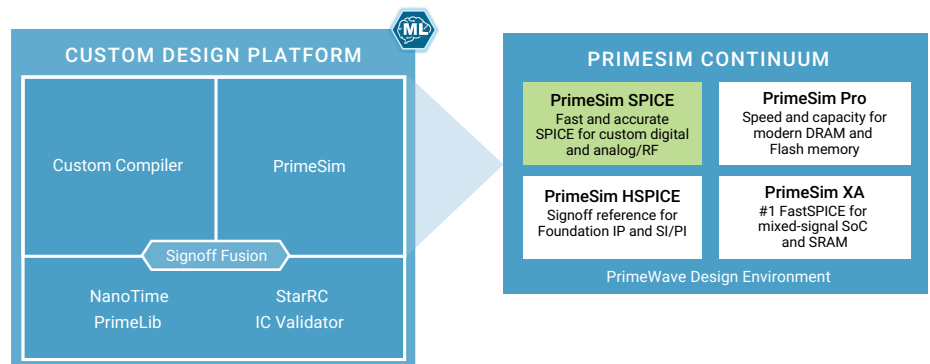 ML
CUSTOM DESIGN PLATFORM
Custom Compiler
PrimeSim
Signoff Fusion
NanoTime
StarRC
PrimeLib
IC Validator
PRIMESIM CONTINUUM
PrimeSim SPICE
Fast and accurate
SPICE for custom digital
and analog/RF
PrimeSim Pro
Speed and capacity for
modern DRAM and
Flash memory
PrimeSim HSPICE
Signoff reference for
Foundation IP and SI/PI
PrimeSim XA
#1 FastSPICE for
mixed-signal SoC
and SRAM
PrimeWave Design Environment